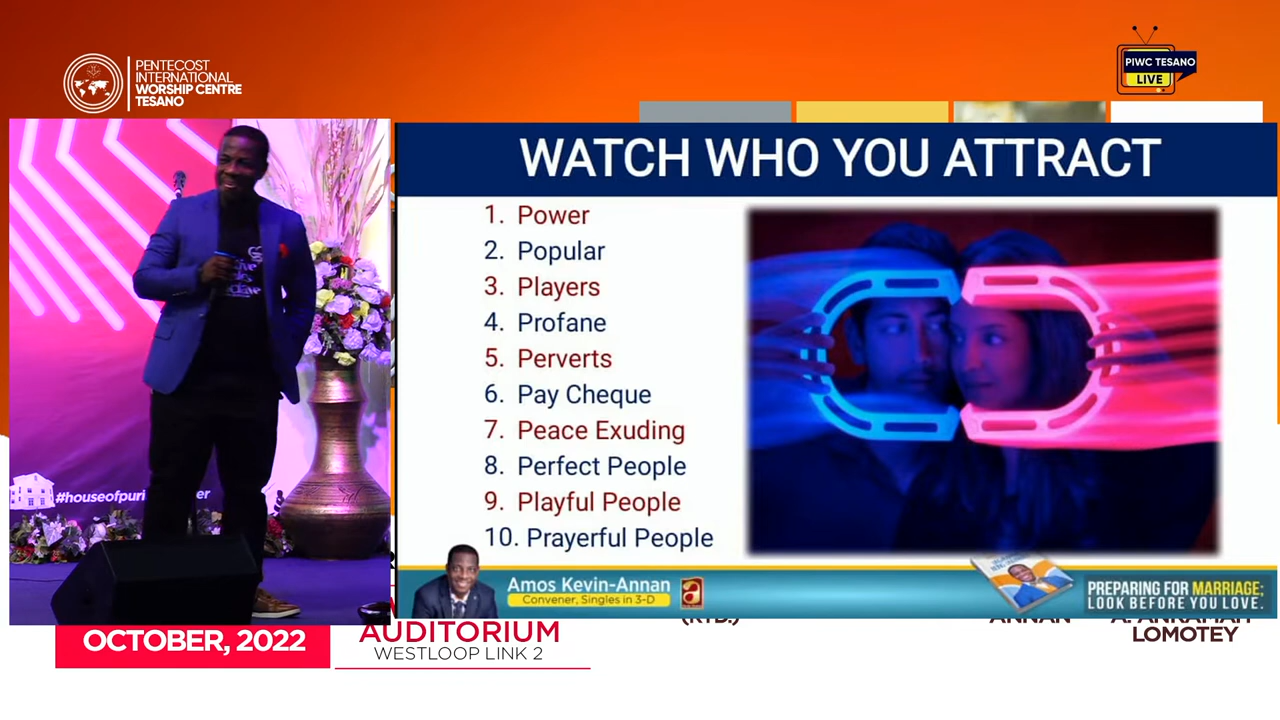 PENTECOST
INTERNATIONAL
WORSHIP CENTRE
TESANO
PIWC TESANO
LIVE
WATCH WHO YOU ATTRACT
1. Power
2. Popular
3. Players
4. Profane
5. Perverts
6. Pay Cheque
7. Peace Exuding
8. Perfect People
9. Playful People
10. Prayerful People
#houseofpuri
Amos Kevin-Annan
Convener, Singles in 3-D
PREPARING FOR MARRIAGE;
LOOK BEFORE YOU LOVE.
OCTOBER, 2022
AUDITORIUM
WESTLOOP LINK 2
(RTD.)
ANNAN
A. ANKAMAH
LOMOTEY